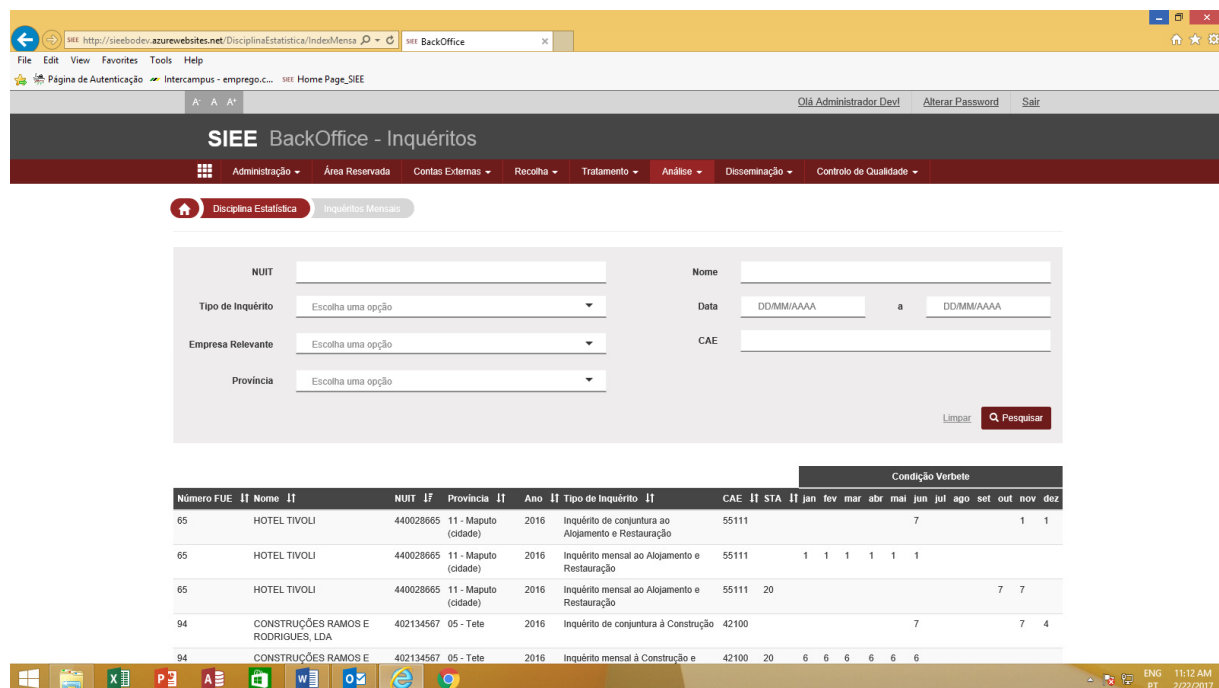 http://sieebodev.azurewebsites.net/DisciplinaEstatistica/IndexMensa
SIEE BackOffice
File Edit View Favorites Tools Help
Página de Autenticação Intercampus - emprego.c... SIEE Home Page_SIEE
A- A A+ Olá Administrador Dev! Alterar Password Sair
SIEE BackOffice - Inquéritos
Administração Área Reservada Contas Externas Recolha Tratamento Análise Disseminação Controlo de Qualidade
Disciplina Estatística Inquéritos Mensais
NUIT Nome
Tipo de Inquérito Escolha uma opção Data DD/MM/AAAA a DD/MM/AAAA
Empresa Relevante Escolha uma opção CAE
Província Escolha uma opção
Limpar Pesquisar
Condição Verbete
Número FUE Nome NUIT Província Ano Tipo de Inquérito CAE STA jan fev mar abr mai jun jul ago set out nov dez
65 HOTEL TIVOLI 440028665 11 - Maputo 2016 Inquérito de conjuntura ao 55111 7 1 1
(cidade) Alojamento e Restauração
65 HOTEL TIVOLI 440028665 11 - Maputo 2016 Inquérito mensal ao Alojamento e 55111 1 1 1 1 1 1
(cidade) Restauração
65 HOTEL TIVOLI 440028665 11 - Maputo 2016 Inquérito mensal ao Alojamento e 55111 20 7 7
(cidade) Restauração
94 CONSTRUÇÕES RAMOS E 402134567 05 - Tete 2016 Inquérito de conjuntura à Construção 42100 7 7 4
RODRIGUES, LDA
94 CONSTRUÇÕES RAMOS E 402134567 05 - Tete 2016 Inquérito mensal à Construção e 42100 20 6 6 6 6 6 6
ENG 11:12 AM
PT 2/22/2017